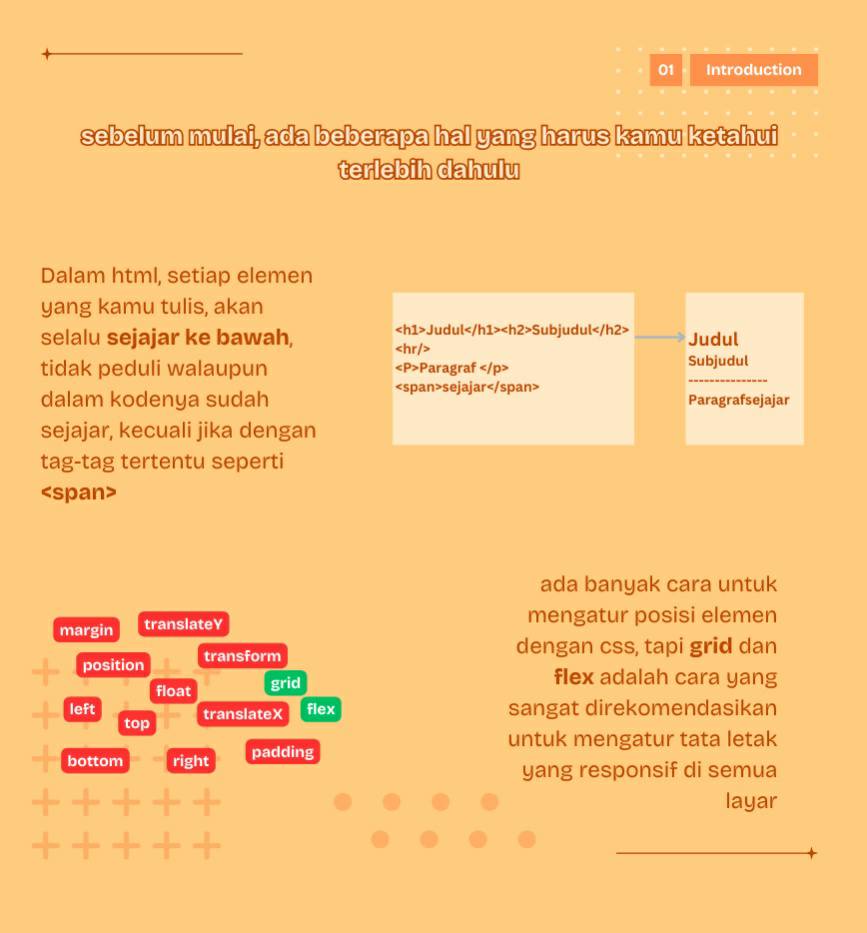 01 Introduction
sebelum mulai, ada beberapa hal yang harus kamu ketahui
terlebih dahulu
Dalam html, setiap elemen
yang kamu tulis, akan
selalu sejajar ke bawah,
tidak peduli walaupun
dalam kodenya sudah
sejajar, kecuali jika dengan
tag-tag tertentu seperti
<span>
<h1>Judul</h1><h2>Subjudul</h2>
<hr/>
<P>Paragraf </p>
<span>sejajar</span>
Judul
Subjudul
---------------
Paragrafsejajar
margin
translateY
position
transform
float
grid
left
top
translateX
flex
bottom
right
padding
ada banyak cara untuk
mengatur posisi elemen
dengan css, tapi grid dan
flex adalah cara yang
sangat direkomendasikan
untuk mengatur tata letak
yang responsif di semua
layar